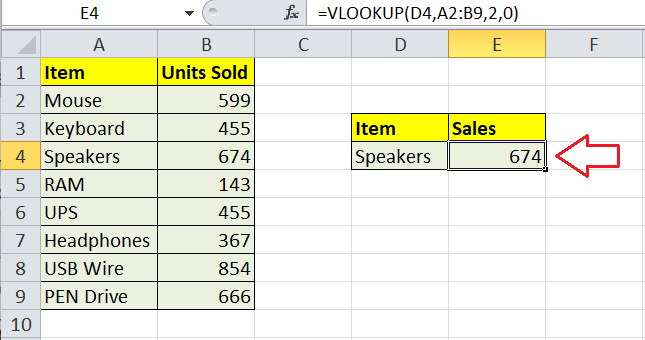 E4 fx =VLOOKUP(D4,A2:B9,2,0)
A B C D E F
1 Item Units Sold
2 Mouse 599
3 Keyboard 455 Item Sales
4 Speakers 674 Speakers 674
5 RAM 143
6 UPS 455
7 Headphones 367
8 USB Wire 854
9 PEN Drive 666
10